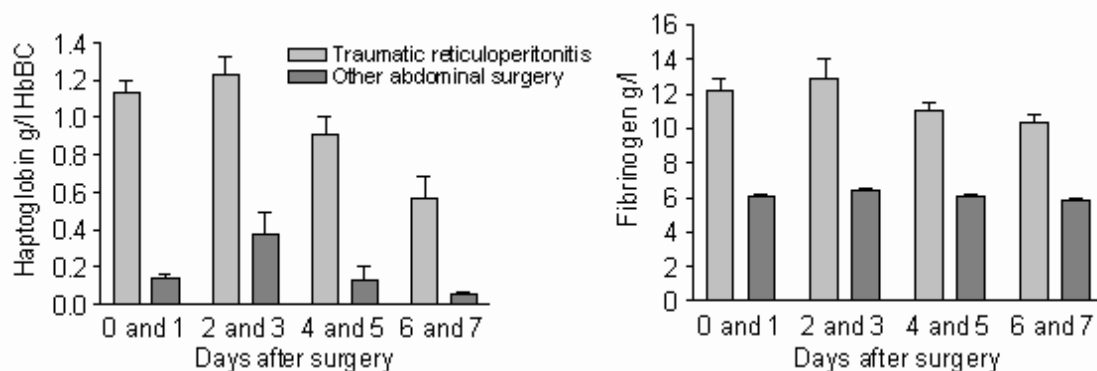 Haptoglobin g/l HbBC
1.4
1.2
1.0
0.8
0.6
0.4
0.2
0.0
Traumatic reticuloperitonitis
Other abdominal surgery
0 and 1 2 and 3 4 and 5 6 and 7
Days after surgery
Fibrinogen g/l
16
14
12
10
8
6
4
2
0
0 and 1 2 and 3 4 and 5 6 and 7
Days after surgery